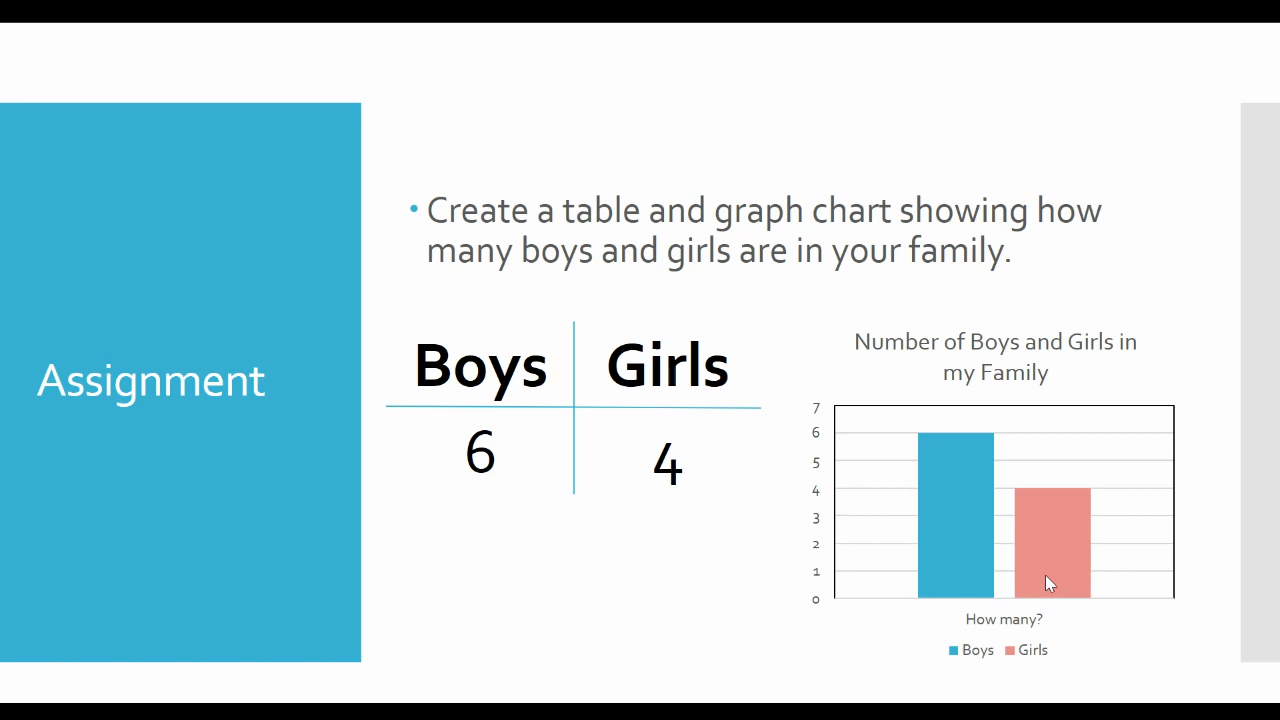 Assignment
• Create a table and graph chart showing how
many boys and girls are in your family.
Boys Girls
6 4
Number of Boys and Girls in
my Family
7
6
5
4
3
2
1
0
How many?
Boys Girls